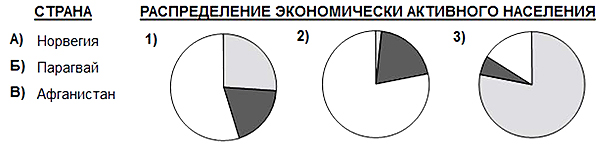 СТРАНА
РАСПРЕДЕЛЕНИЕ ЭКОНОМИЧЕСКИ АКТИВНОГО НАСЕЛЕНИЯ
А) Норвегия
Б) Парагвай
В) Афганистан
1)
2)
3)